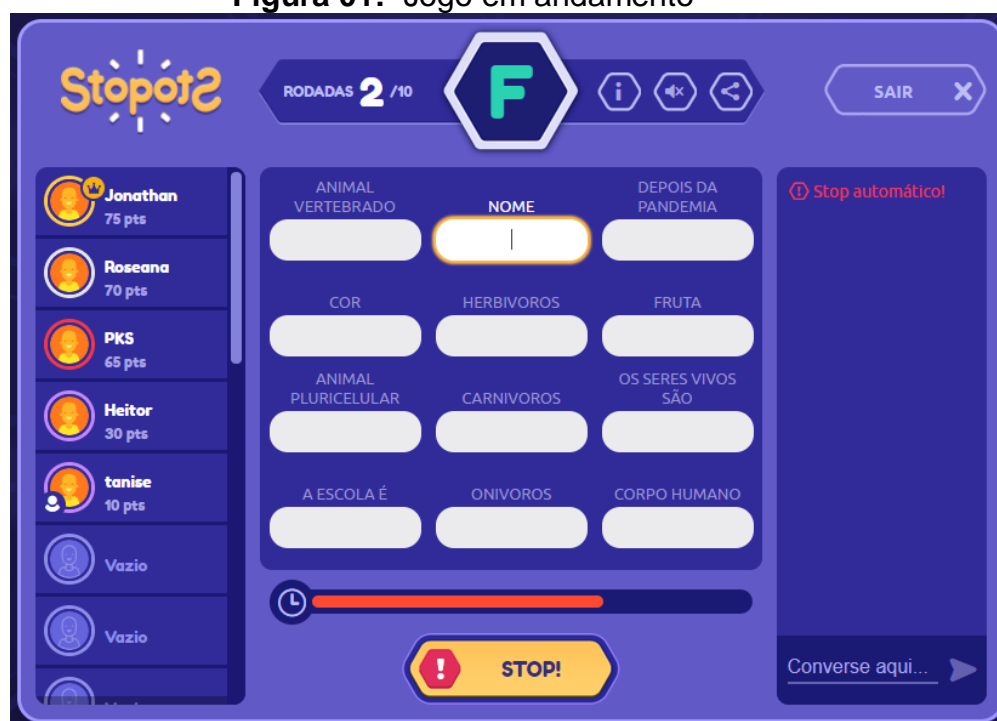 Figura 01: Jogo em andamento
StopotS
RODADAS 2 /10
F
SAIR X
Jonathan
75 pts
Roseana
70 pts
PKS
65 pts
Heitor
30 pts
tanise
10 pts
Vazio
Vazio
ANIMAL
VERTEBRADO
NOME
DEPOIS DA
PANDEMIA
COR
HERBIVOROS
FRUTA
ANIMAL
PLURICELULAR
CARNIVOROS
OS SERES VIVOS
SÃO
A ESCOLA É
ONIVOROS
CORPO HUMANO
! STOP!
Stop automático!
Converse aqui...